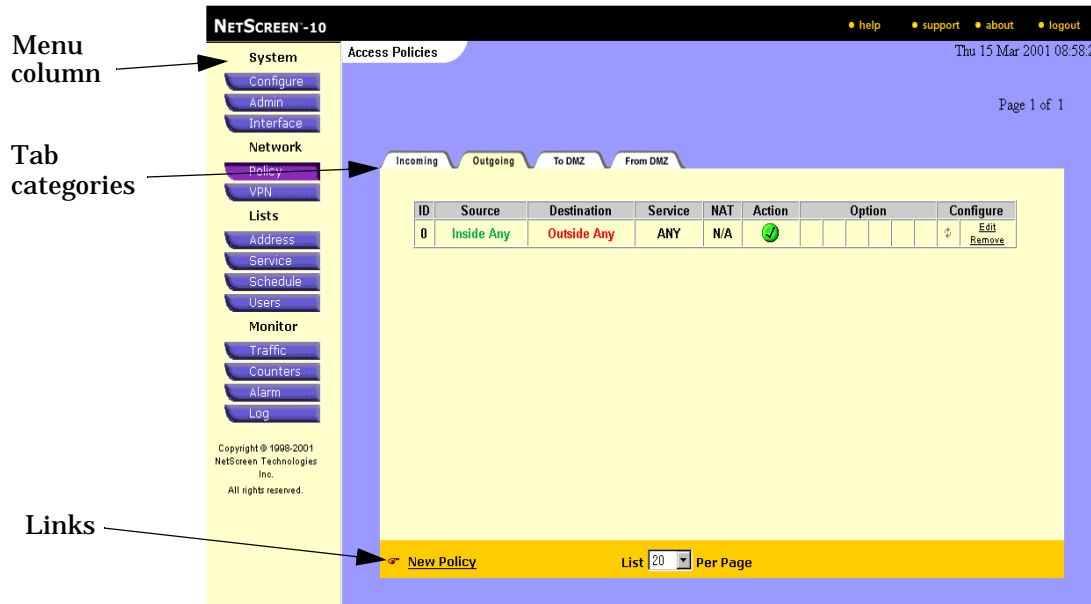 NETSCREEN™-10
help support about logout
Menu column
System
Configure
Admin
Interface
Network
Policy
VPN
Lists
Address
Service
Schedule
Users
Monitor
Traffic
Counters
Alarm
Log
Copyright © 1998-2001
NetScreen Technologies
Inc.
All rights reserved.
Access Policies
Thu 15 Mar 2001 08:58:2
Page 1 of 1
Tab categories
Incoming Outgoing To DMZ From DMZ
ID Source Destination Service NAT Action Option Configure
0 Inside Any Outside Any ANY N/A Edit
Remove
Links
New Policy List 20 Per Page